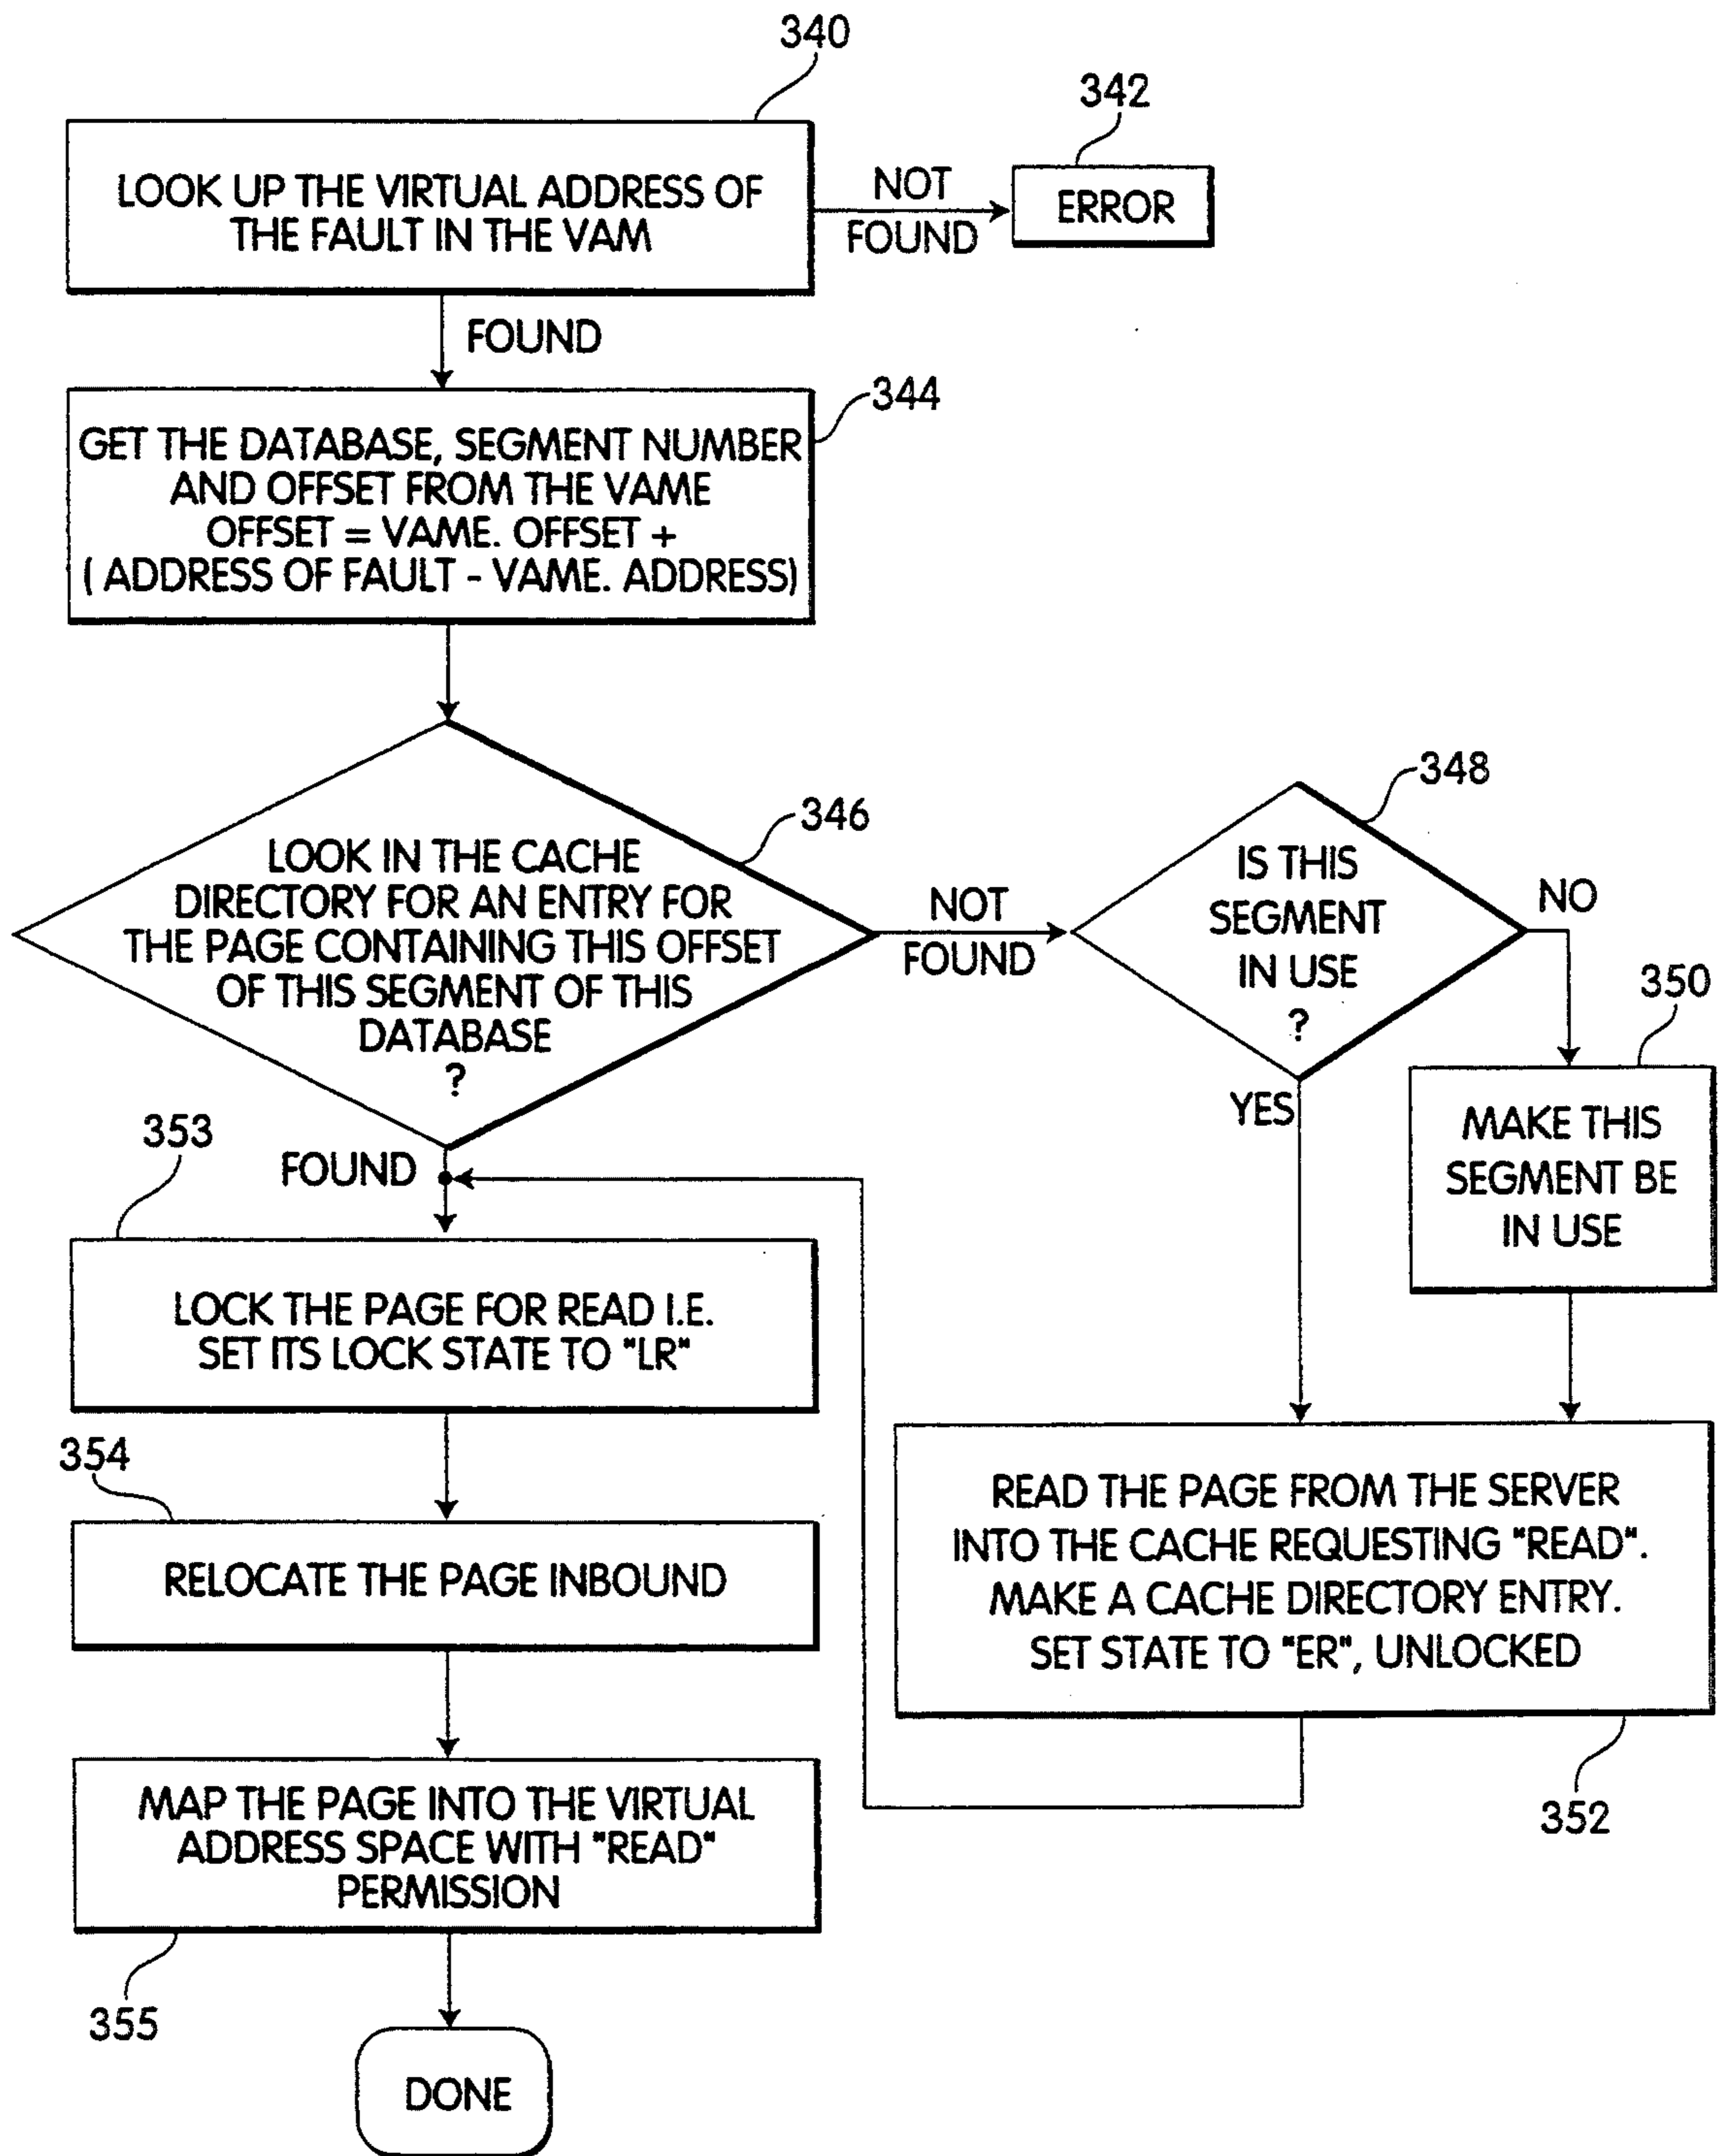 340
342
LOOK UP THE VIRTUAL ADDRESS OF
THE FAULT IN THE VAM
NOT
FOUND
ERROR
FOUND
344
GET THE DATABASE, SEGMENT NUMBER
AND OFFSET FROM THE VAME
OFFSET = VAME. OFFSET +
( ADDRESS OF FAULT - VAME. ADDRESS)
346
LOOK IN THE CACHE
DIRECTORY FOR AN ENTRY FOR
THE PAGE CONTAINING THIS OFFSET
OF THIS SEGMENT OF THIS
DATABASE
?
NOT
FOUND
348
IS THIS
SEGMENT
IN USE
?
NO
350
YES
MAKE THIS
SEGMENT BE
IN USE
353
FOUND
LOCK THE PAGE FOR READ I.E.
SET ITS LOCK STATE TO "LR"
354
RELOCATE THE PAGE INBOUND
READ THE PAGE FROM THE SERVER
INTO THE CACHE REQUESTING "READ".
MAKE A CACHE DIRECTORY ENTRY.
SET STATE TO "ER", UNLOCKED
352
MAP THE PAGE INTO THE VIRTUAL
ADDRESS SPACE WITH "READ"
PERMISSION
355
DONE